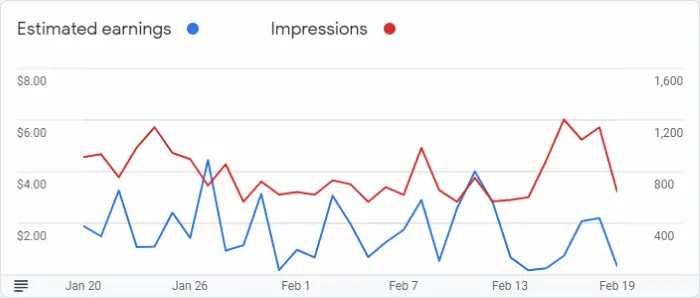 Estimated earnings Impressions
$8.00 1,600
$6.00 1,200
$4.00 800
$2.00 400
Jan 20 Jan 26 Feb 1 Feb 7 Feb 13 Feb 19